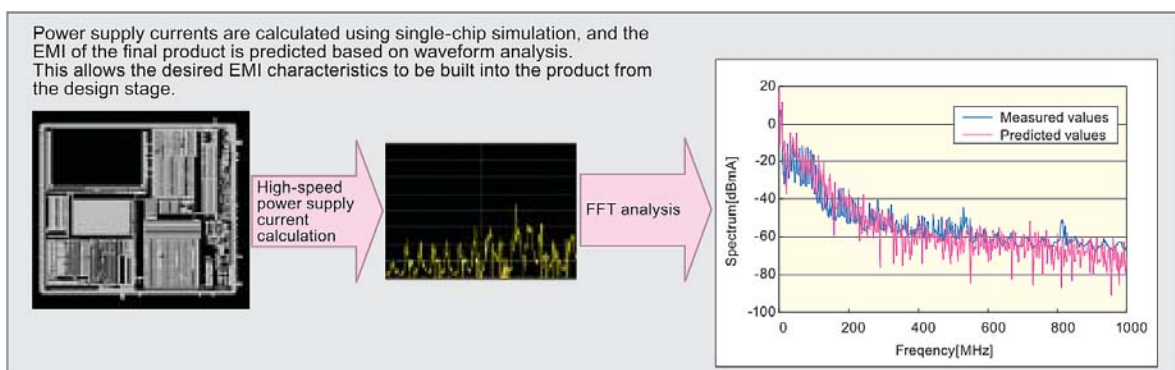 Power supply currents are calculated using single-chip simulation, and the
EMI of the final product is predicted based on waveform analysis.
This allows the desired EMI characteristics to be built into the product from
the design stage.
High-speed
power supply
current
calculation
FFT analysis
Spectrum[dBmA]
20
0
-20
-40
-60
-80
-100
Measured values
Predicted values
0 200 400 600 800 1000
Freqency[MHz]